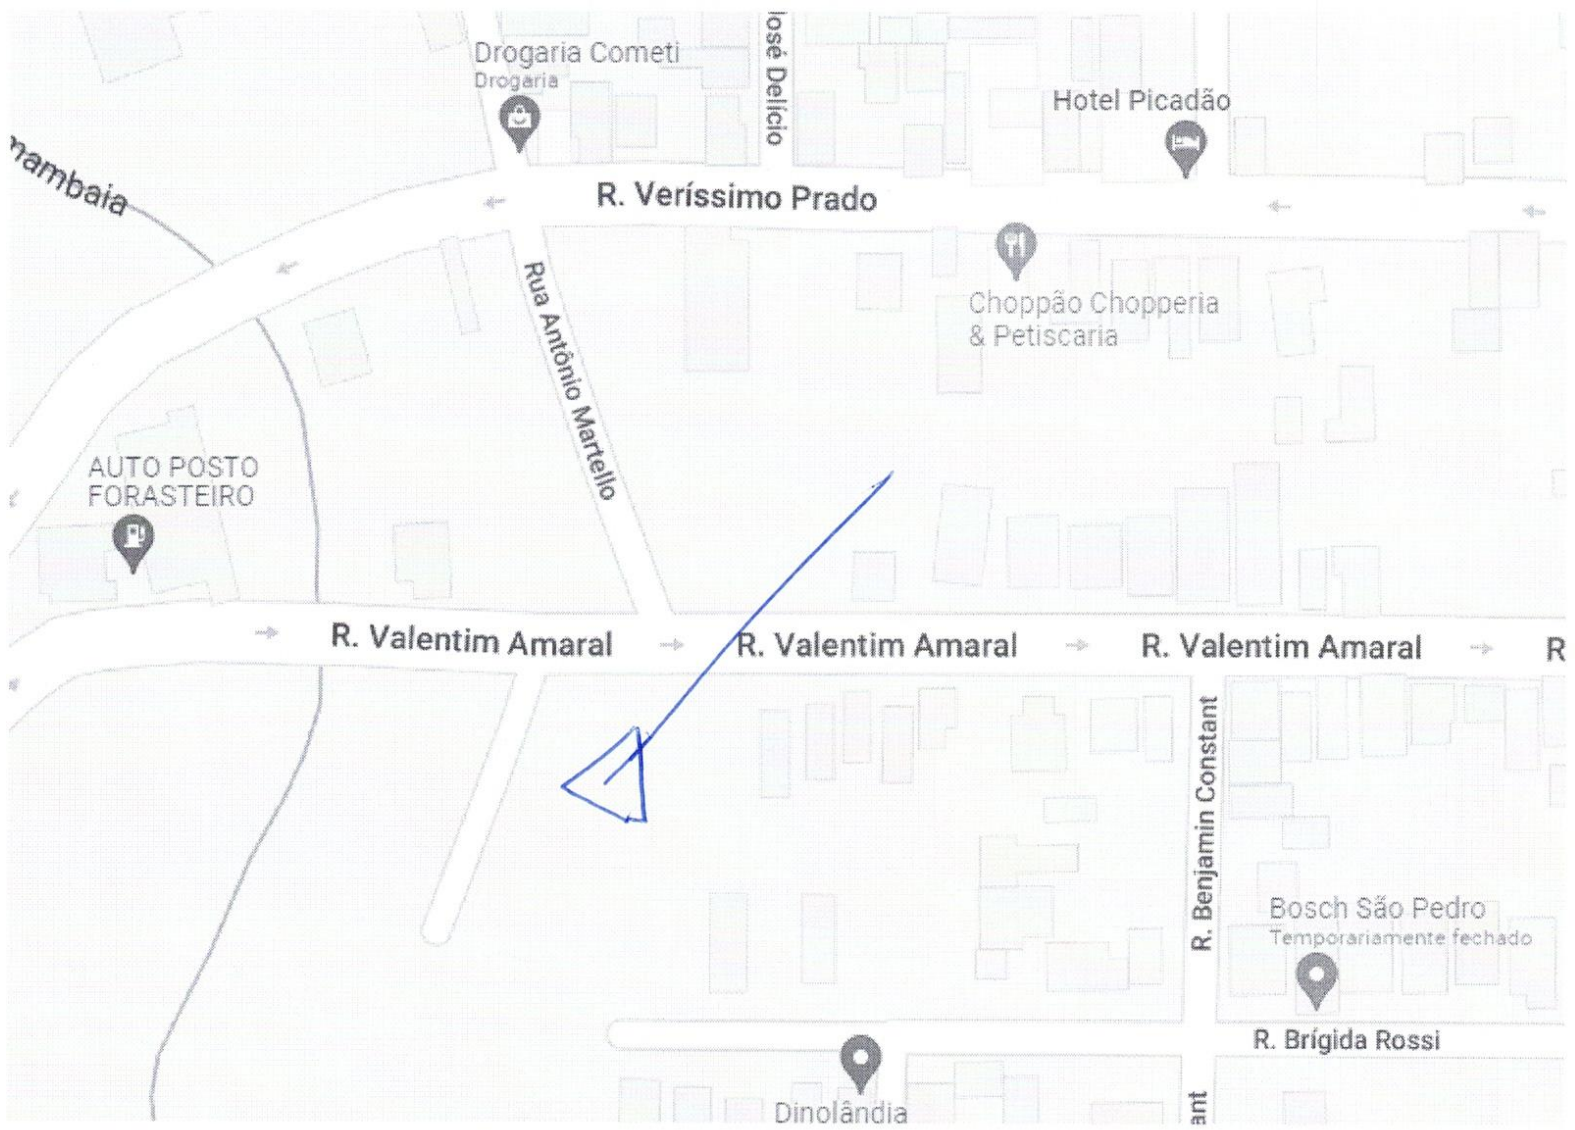 Drogaria Cometi
Drogaria
José Delício
Hotel Picadão
mambaia
R. Veríssimo Prado
Choppão Chopperia
& Petiscaria
Rua Antônio Martello
AUTO POSTO
FORASTEIRO
R. Valentim Amaral
R. Valentim Amaral
R. Valentim Amaral
R
R. Benjamin Constant
Bosch São Pedro
Temporariamente fechado
R. Brígida Rossi
Dinolândia
ant